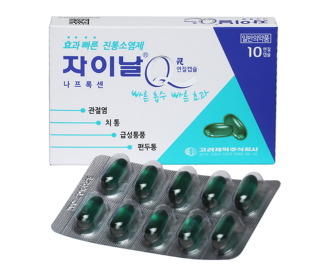 효과 빠른 진통소염제
일반의약품
자이날® Q 연질캡슐
10 연질캡슐
나프록센
빠른 흡수 빠른 효과
관절염
치 통
급성통풍
편두통
고려제약주식회사